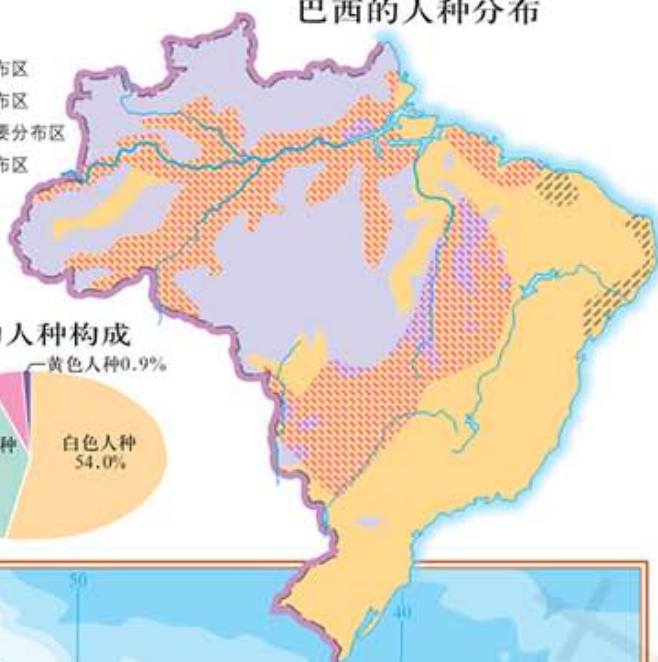 巴西的人种分布
布区
布区
要分布区
布区
人种构成
黄色人种0.9%
种
白色人种
54.0%
50
40